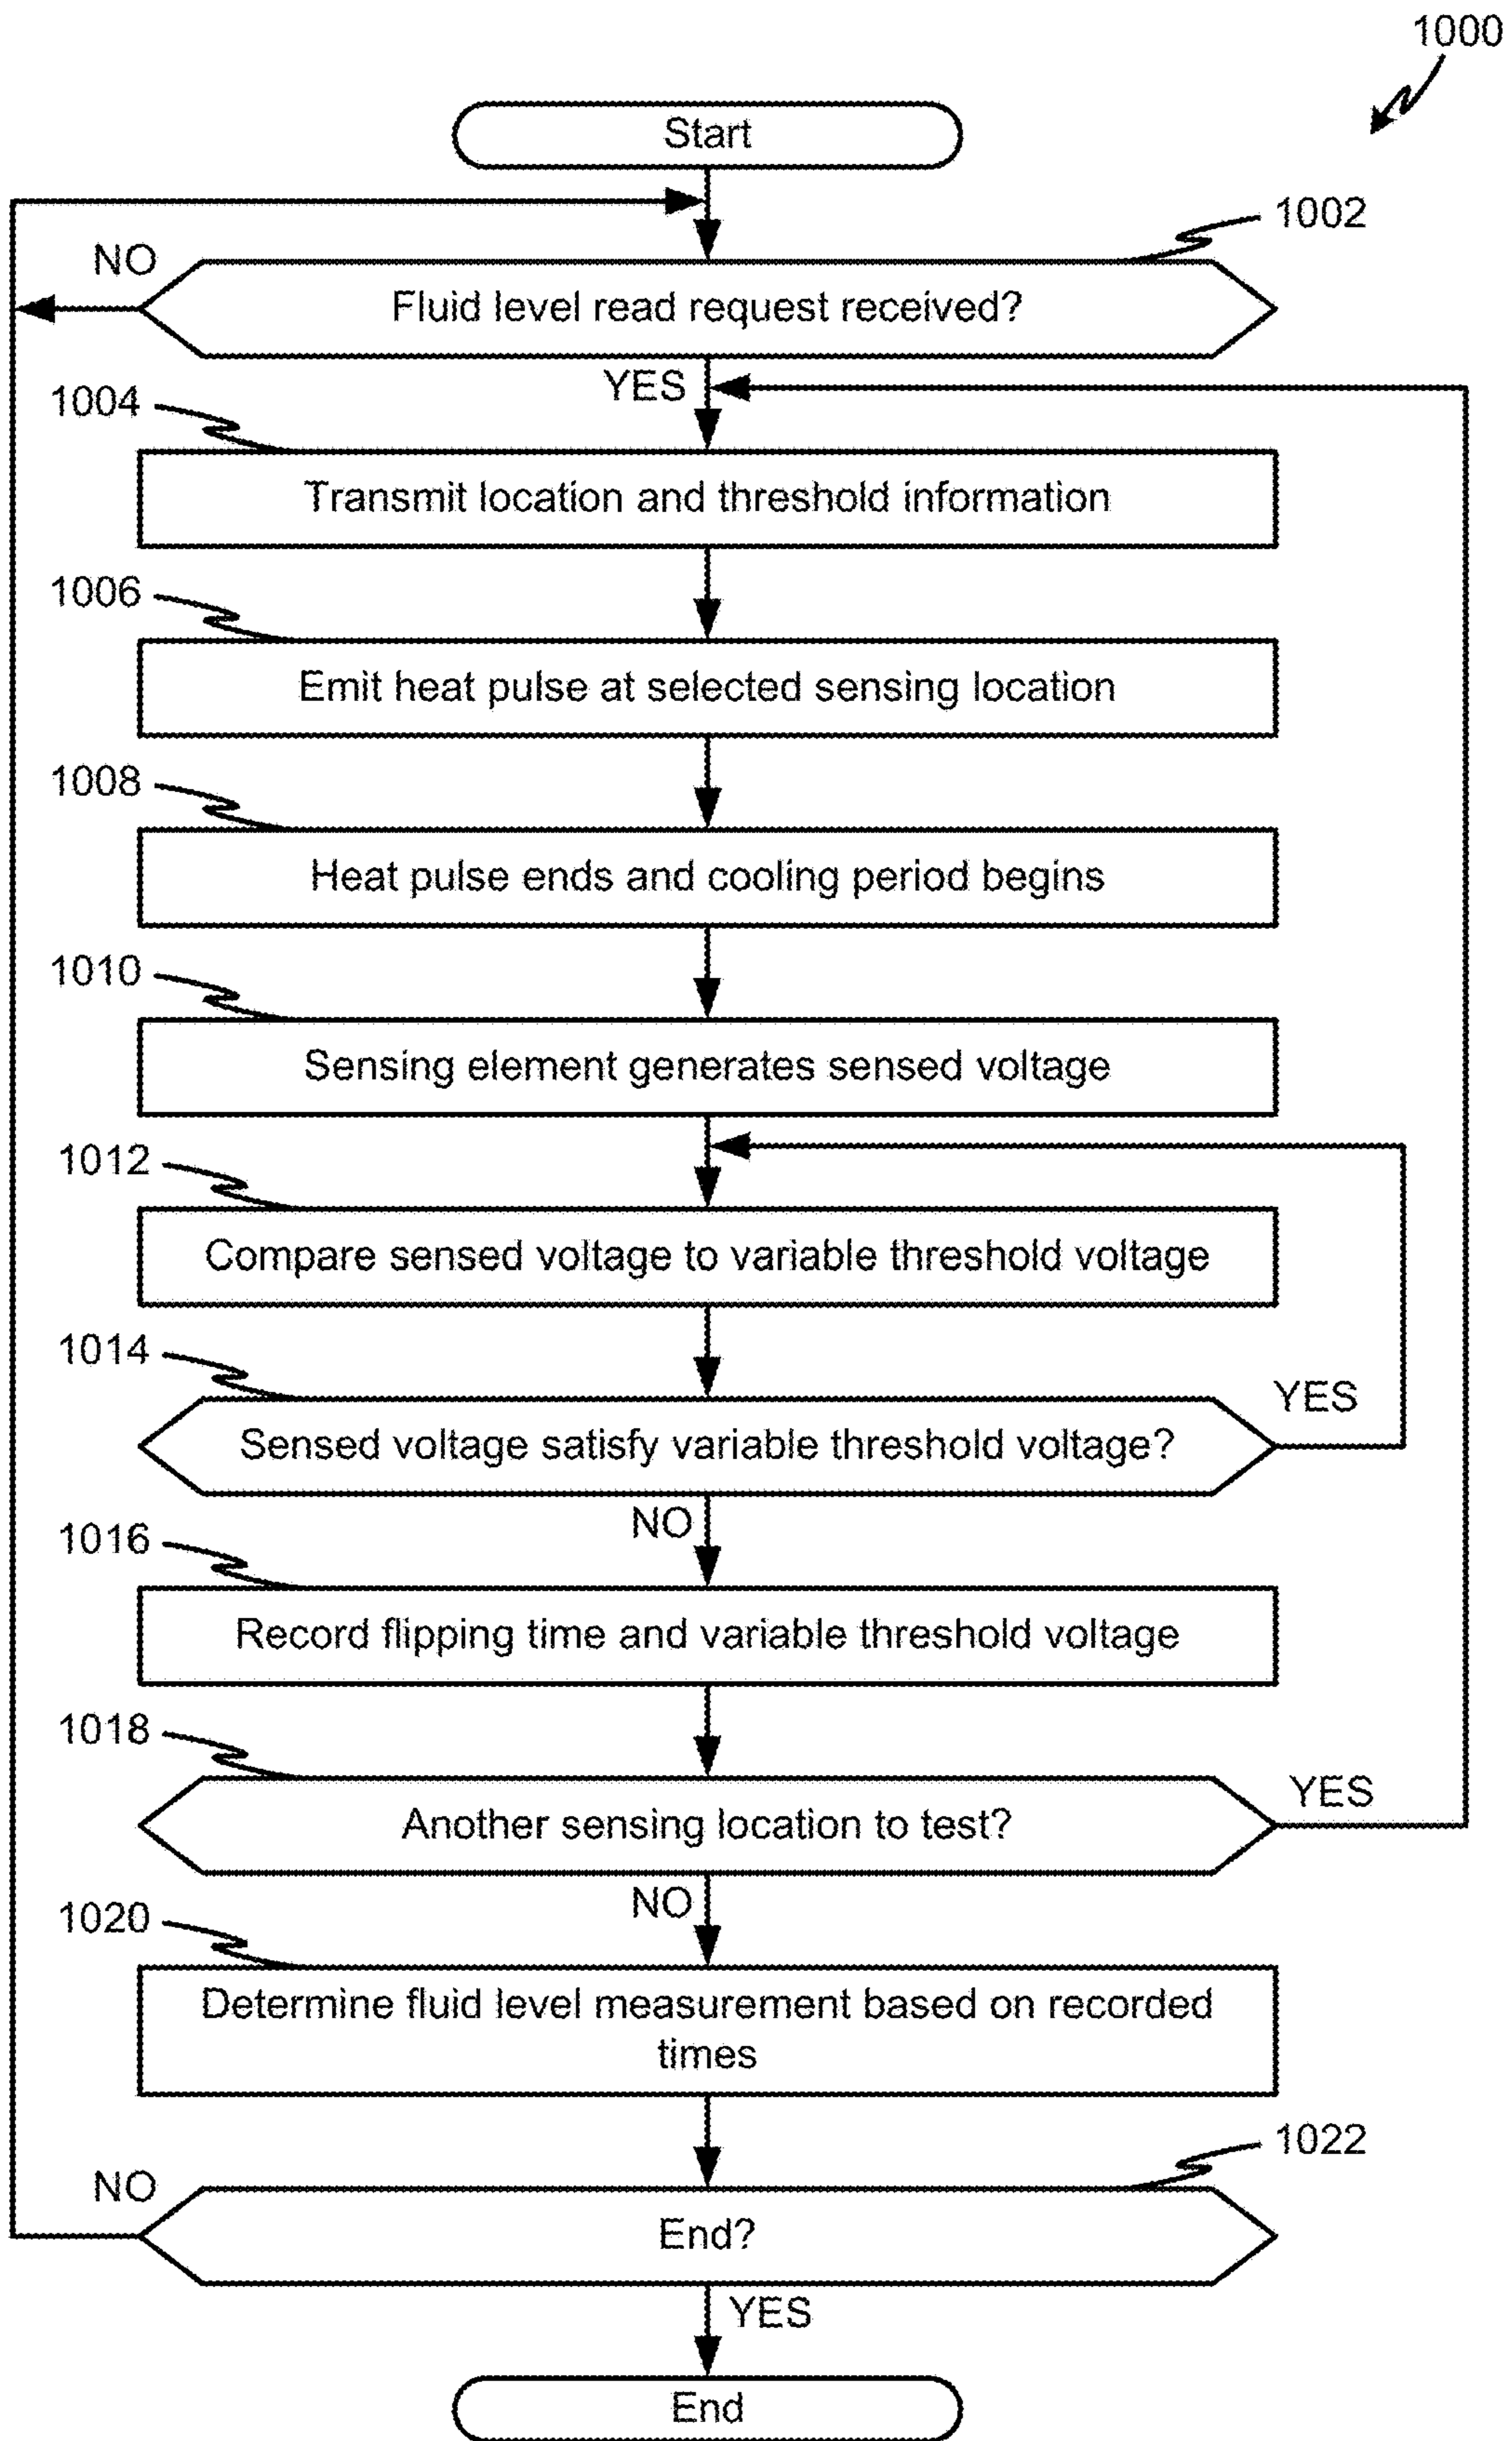 1000
Start
1002
NO
Fluid level read request received?
YES
1004
Transmit location and threshold information
1006
Emit heat pulse at selected sensing location
1008
Heat pulse ends and cooling period begins
1010
Sensing element generates sensed voltage
1012
Compare sensed voltage to variable threshold voltage
1014
YES
Sensed voltage satisfy variable threshold voltage?
NO
1016
Record flipping time and variable threshold voltage
1018
YES
Another sensing location to test?
NO
1020
Determine fluid level measurement based on recorded
times
1022
NO
End?
YES
End